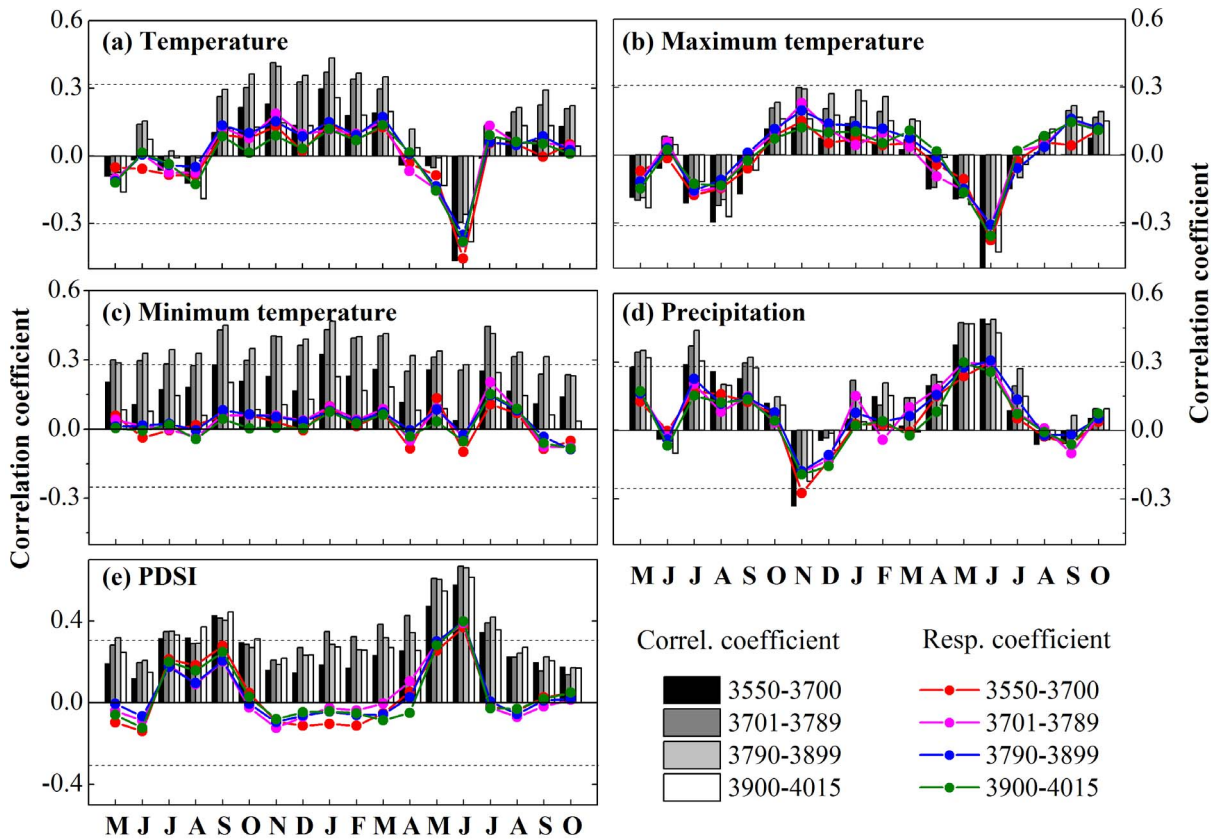 0.6
0.3
0.0
-0.3
(a) Temperature
(b) Maximum temperature
0.6
0.3
0.0
-0.3
0.6
0.3
0.0
-0.3
(c) Minimum temperature
(d) Precipitation
0.6
0.3
0.0
-0.3
Correlation coefficient
Correlation coefficient
M J J A S O N D J F M A M J J A S O
0.4
0.0
-0.4
(e) PDSI
M J J A S O N D J F M A M J J A S O
Correl. coefficient Resp. coefficient
3550-3700 3550-3700
3701-3789 3701-3789
3790-3899 3790-3899
3900-4015 3900-4015